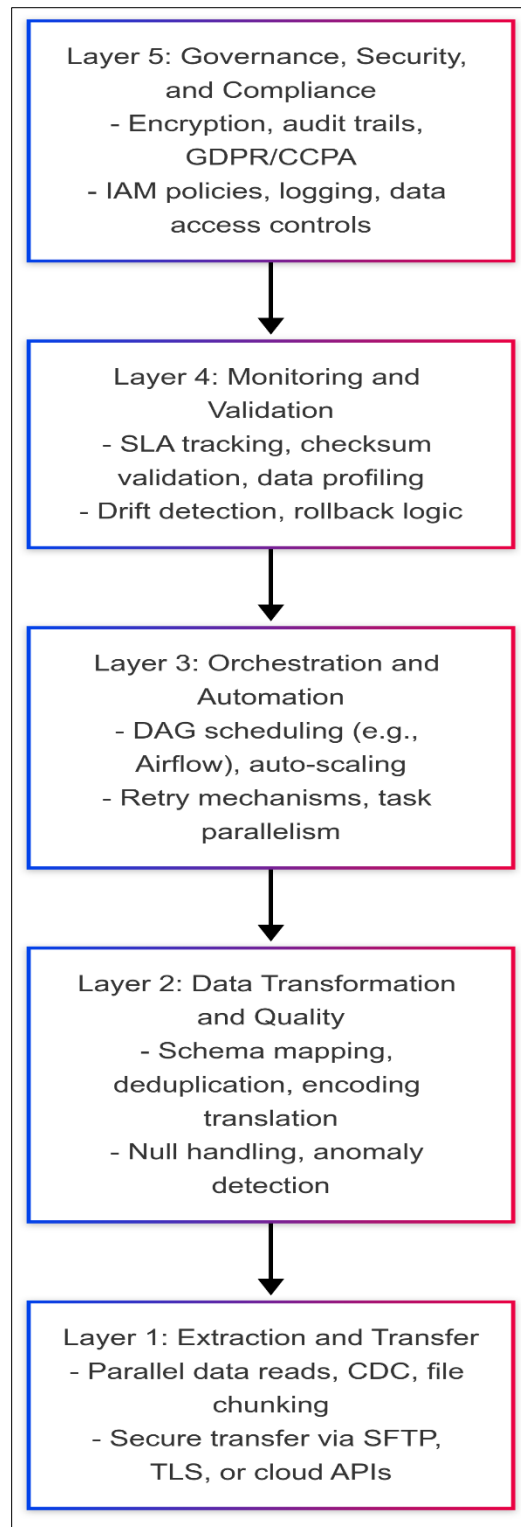 Layer 5: Governance, Security,
and Compliance
- Encryption, audit trails,
GDPR/CCPA
- IAM policies, logging, data
access controls
Layer 4: Monitoring and
Validation
- SLA tracking, checksum
validation, data profiling
- Drift detection, rollback logic
Layer 3: Orchestration and
Automation
- DAG scheduling (e.g.,
Airflow), auto-scaling
- Retry mechanisms, task
parallelism
Layer 2: Data Transformation
and Quality
- Schema mapping,
deduplication, encoding
translation
- Null handling, anomaly
detection
Layer 1: Extraction and Transfer
- Parallel data reads, CDC, file
chunking
- Secure transfer via SFTP,
TLS, or cloud APIs